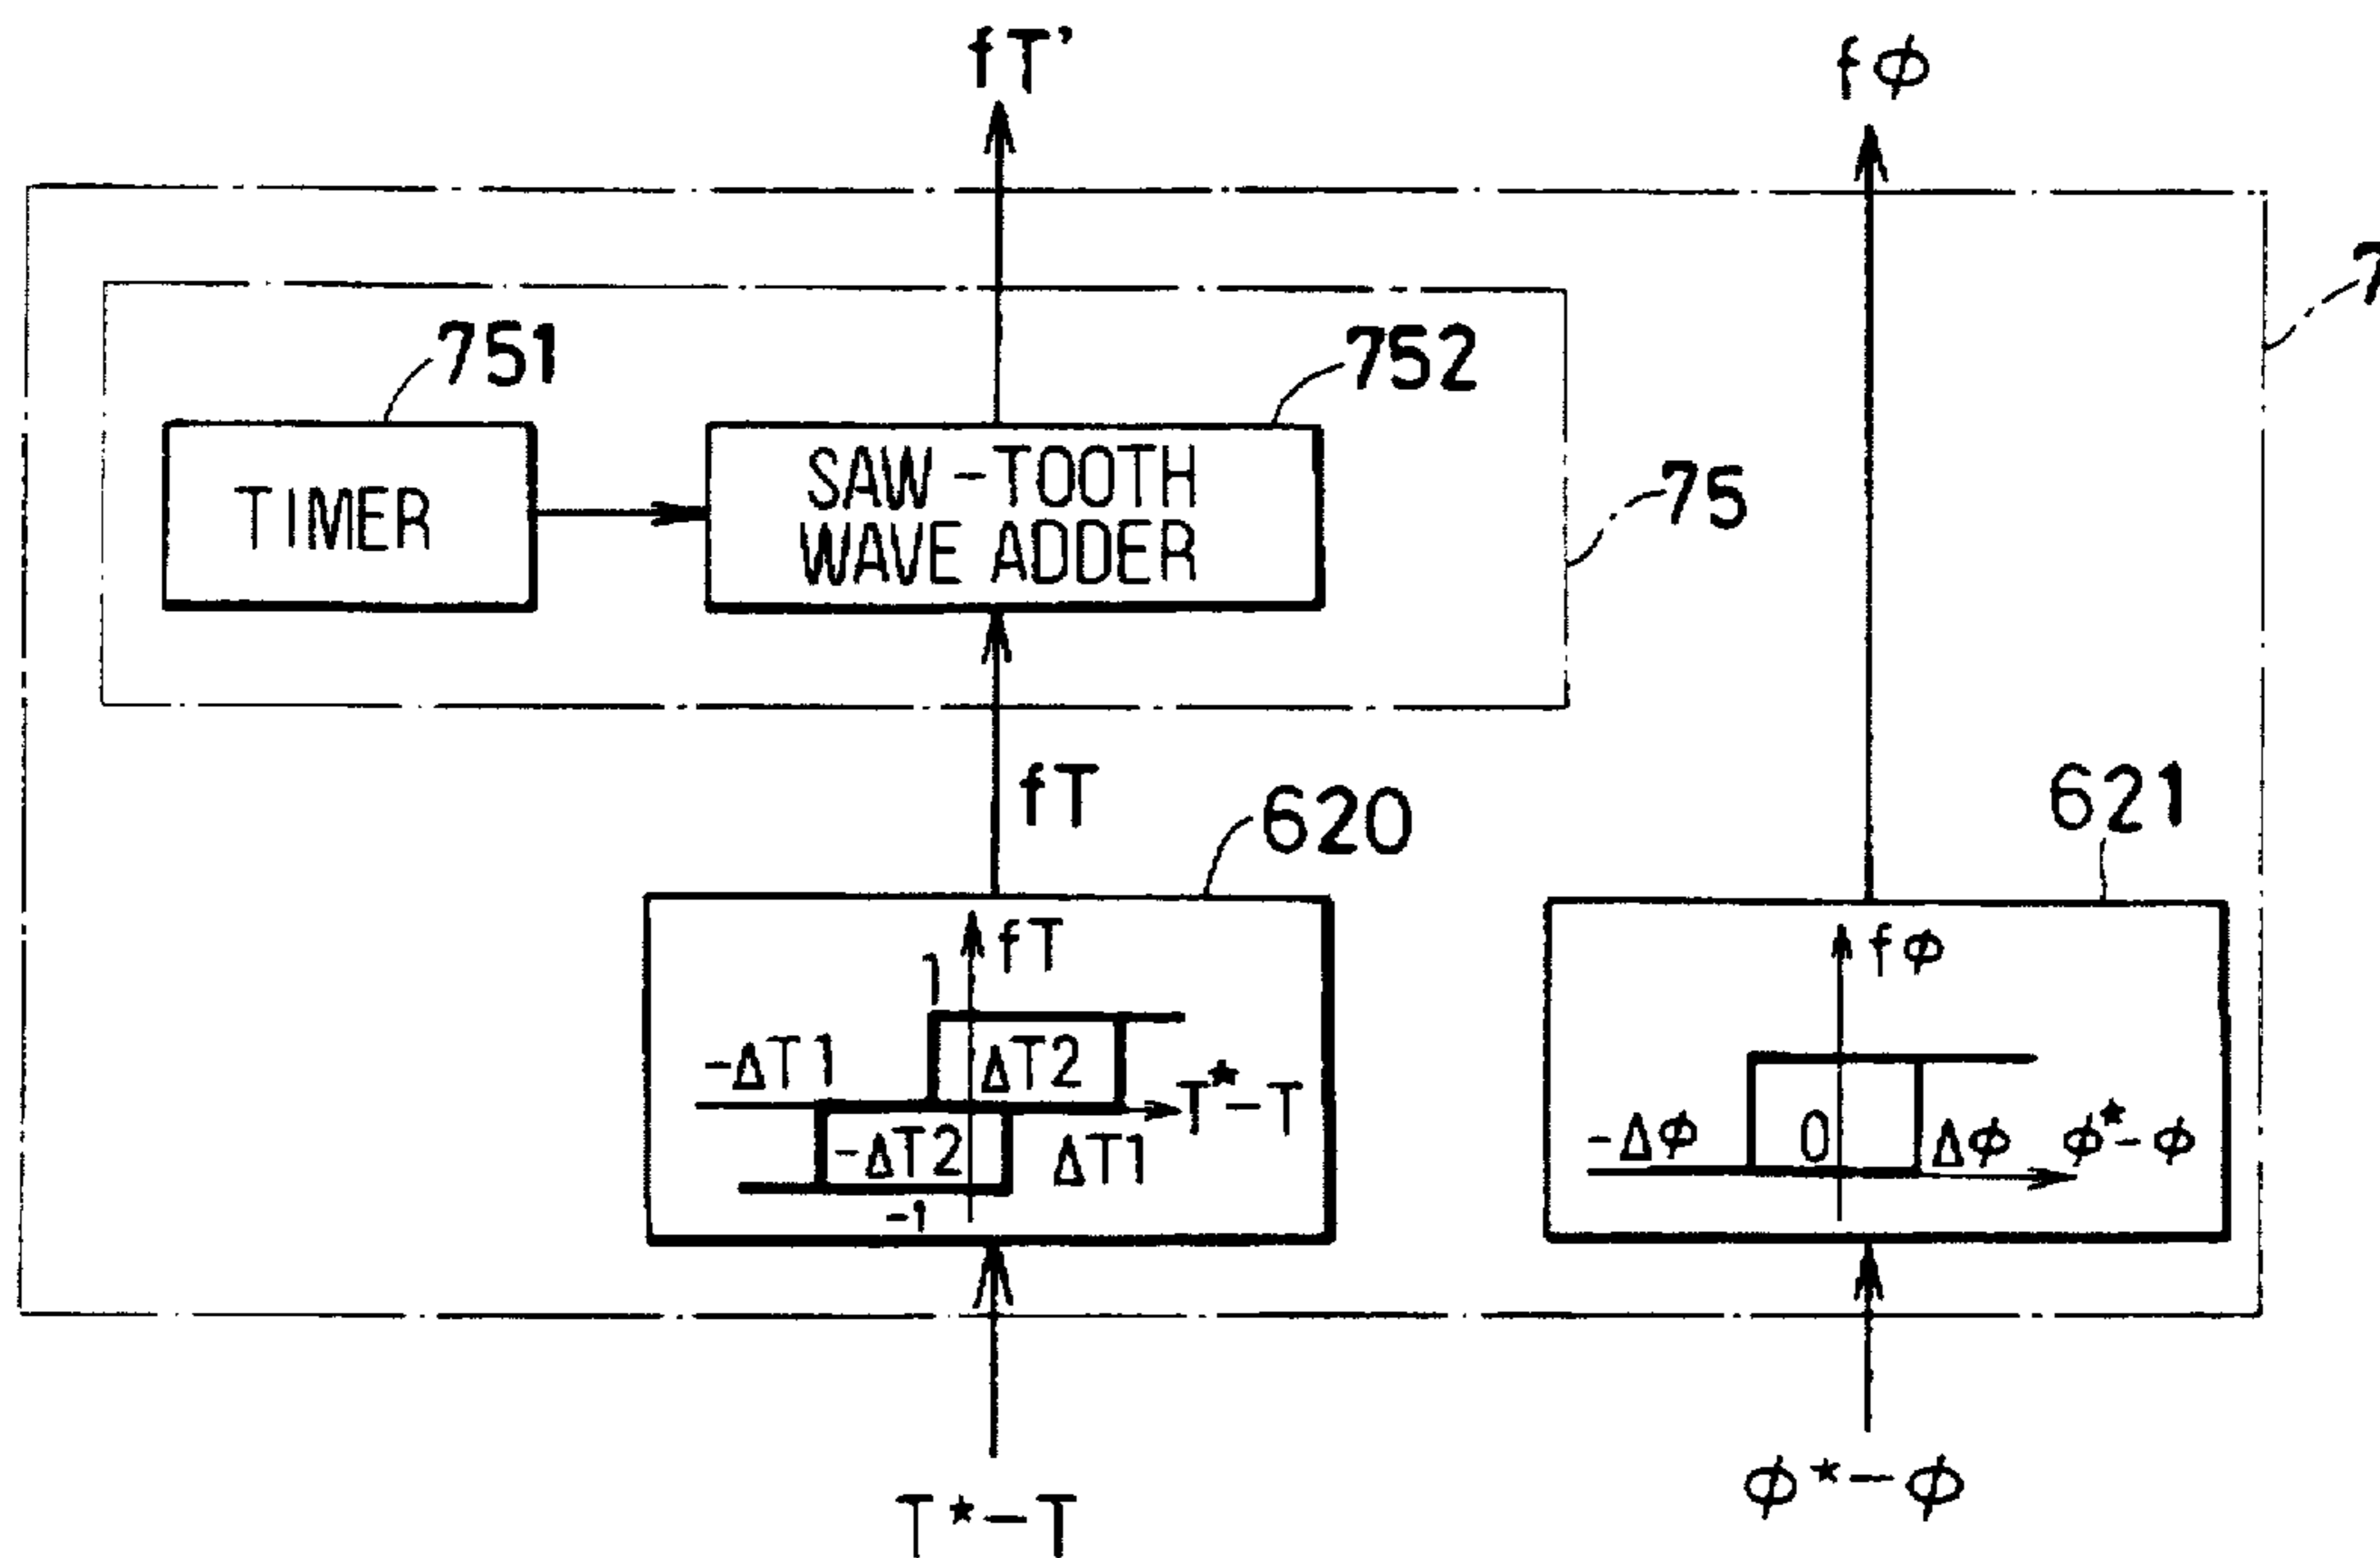 fT'
fϕ
751
752
TIMER
SAW-TOOTH
WAVE ADDER
75
fT
620
621
fT
1
-ΔT1
ΔT2
T*-T
-ΔT2
ΔT1
-1
fϕ
-Δϕ
0
Δϕ
ϕ*-ϕ
T*-T
ϕ*-ϕ